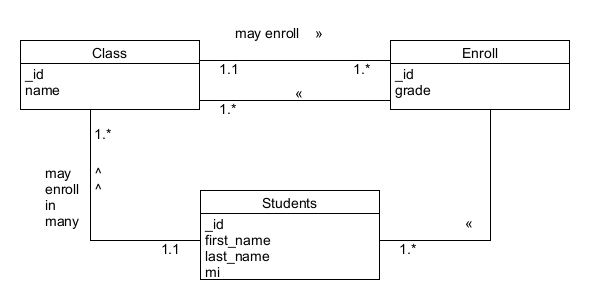 may enroll »
Class
_id
name
1.1
1.*
«
1.*
Enroll
_id
grade
1.*
may ^
enroll ^
in
many
1.1
Students
_id
first_name
last_name
mi
«
1.*